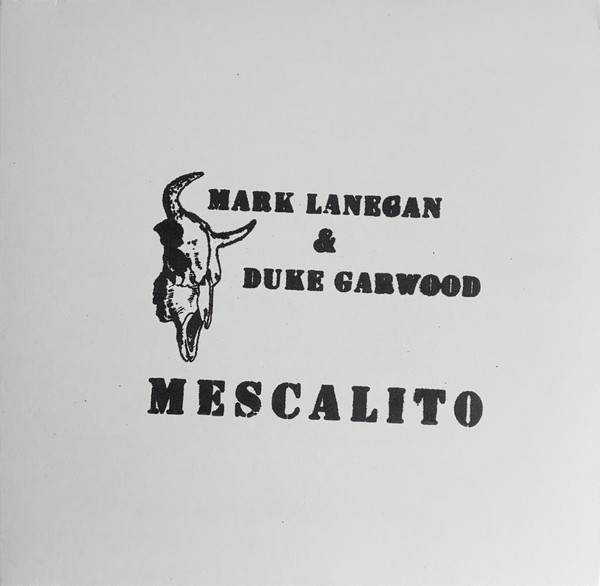 MARK LANEGAN
&
DUKE GARWOOD
MESCALITO